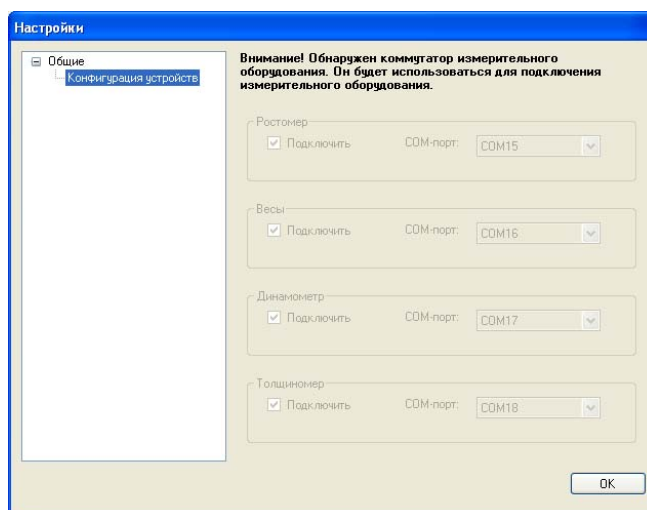 Настройки
Общие
Конфигурация устройств
Внимание! Обнаружен коммутатор измерительного
оборудования. Он будет использоваться для подключения
измерительного оборудования.
Ростомер
Подключить COM-порт: COM15
Весы
Подключить COM-порт: COM16
Динамометр
Подключить COM-порт: COM17
Толщиномер
Подключить COM-порт: COM18
OK